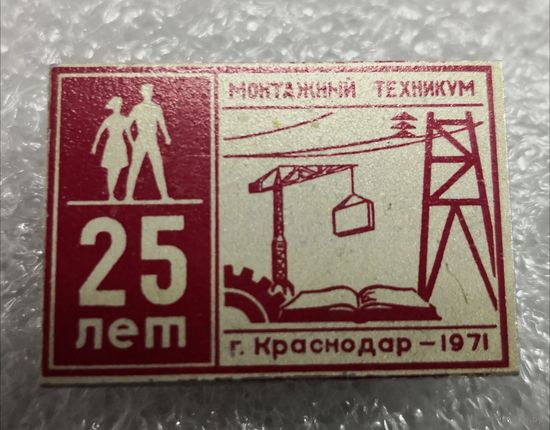 25
лет
МОНТАЖНЫЙ ТЕХНИКУМ
г. Краснодар – 1971